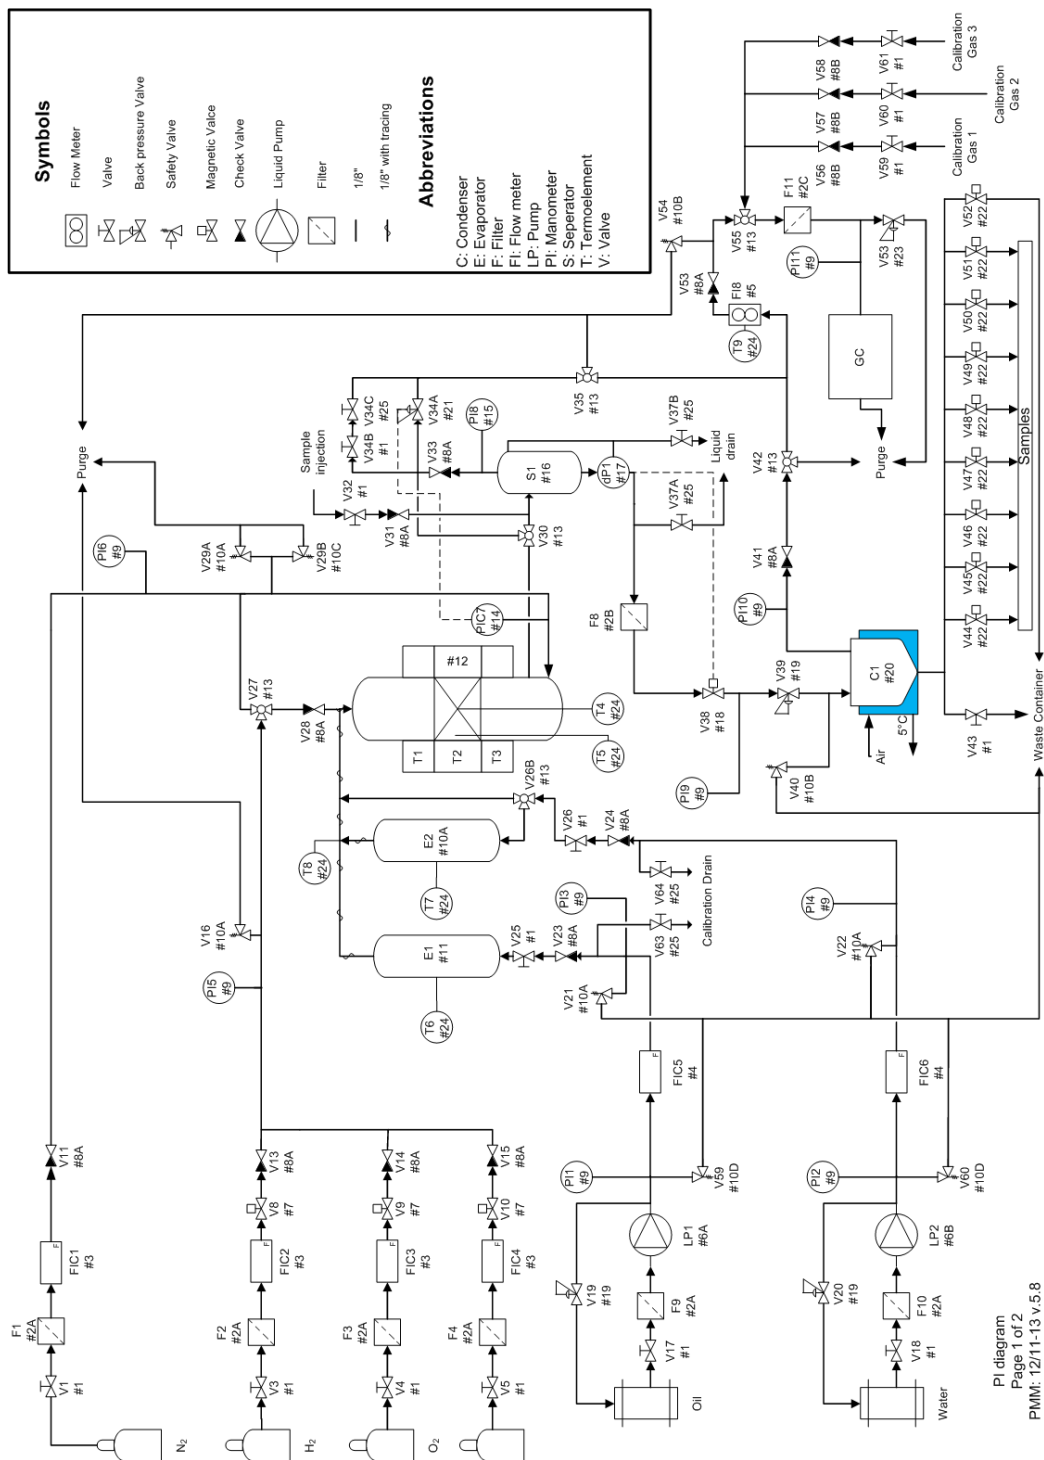 Symbols
Flow Meter
Valve
Back pressure Valve
Safety Valve
Magnetic Valce
Check Valve
Liquid Pump
Filter
1/8"
1/8" with tracing
Abbreviations
C: Condenser
E: Evaporator
F: Filter
FI: Flow meter
LP: Pump
PI: Manometer
S: Seperator
T: Termoelement
V: Valve
N₂
V1
#1
F1
#2A
FIC1
#3
V11
#8A
H₂
V3
#1
F2
#2A
FIC2
#3
V8
#7
V13
#8A
O₂
V4
#1
F3
#2A
FIC3
#3
V9
#7
V14
#8A
V5
#1
F4
#2A
FIC4
#3
V10
#7
V15
#8A
F
F
F
F
PI5
#9
V16
#10A
Purge
PI6
#9
V29A
#10A
V29B
#10C
V27
#13
V28
#8A
T1
T2
T3
#12
T4
#24
T5
#24
PIC7
#14
T8
#24
E2
#10A
T7
#24
V26B
#13
V26
#1
V24
#8A
V64
#25
E1
#11
T6
#24
V25
#1
V23
#8A
V63
#25
Calibration Drain
PI3
#9
V21
#10A
PI4
#9
V22
#10A
Oil
V17
#1
F9
#2A
LP1
#6A
V19
#19
PI1
#9
V59
#10D
FIC5
#4
F
Water
V18
#1
F10
#2A
LP2
#6B
V20
#19
PI2
#9
V60
#10D
FIC6
#4
F
Sample
injection
V32
#1
V31
#8A
V30
#13
V34B
#1
V34C
#25
V34A
#21
V33
#8A
PI8
#15
S1
#16
dP1
#17
V37A
#25
V37B
#25
Liquid
drain
F8
#2B
V38
#18
PI9
#9
V39
#19
V40
#10B
Air
5°C
C1
#20
PI10
#9
V41
#8A
V42
#13
Purge
V35
#13
T9
#24
FI8
#5
V53
#8A
V54
#10B
V55
#13
F11
#2C
PI11
#9
GC
V53
#23
V56
#8B
V59
#1
Calibration
Gas 1
V57
#8B
V60
#1
Calibration
Gas 2
V58
#8B
V61
#1
Calibration
Gas 3
V43
#1
V44
#22
V45
#22
V46
#22
V47
#22
V48
#22
V49
#22
V50
#22
V51
#22
V52
#22
Samples
Waste Container
PI diagram
Page 1 of 2
PMM: 12/11-13 v.5.8